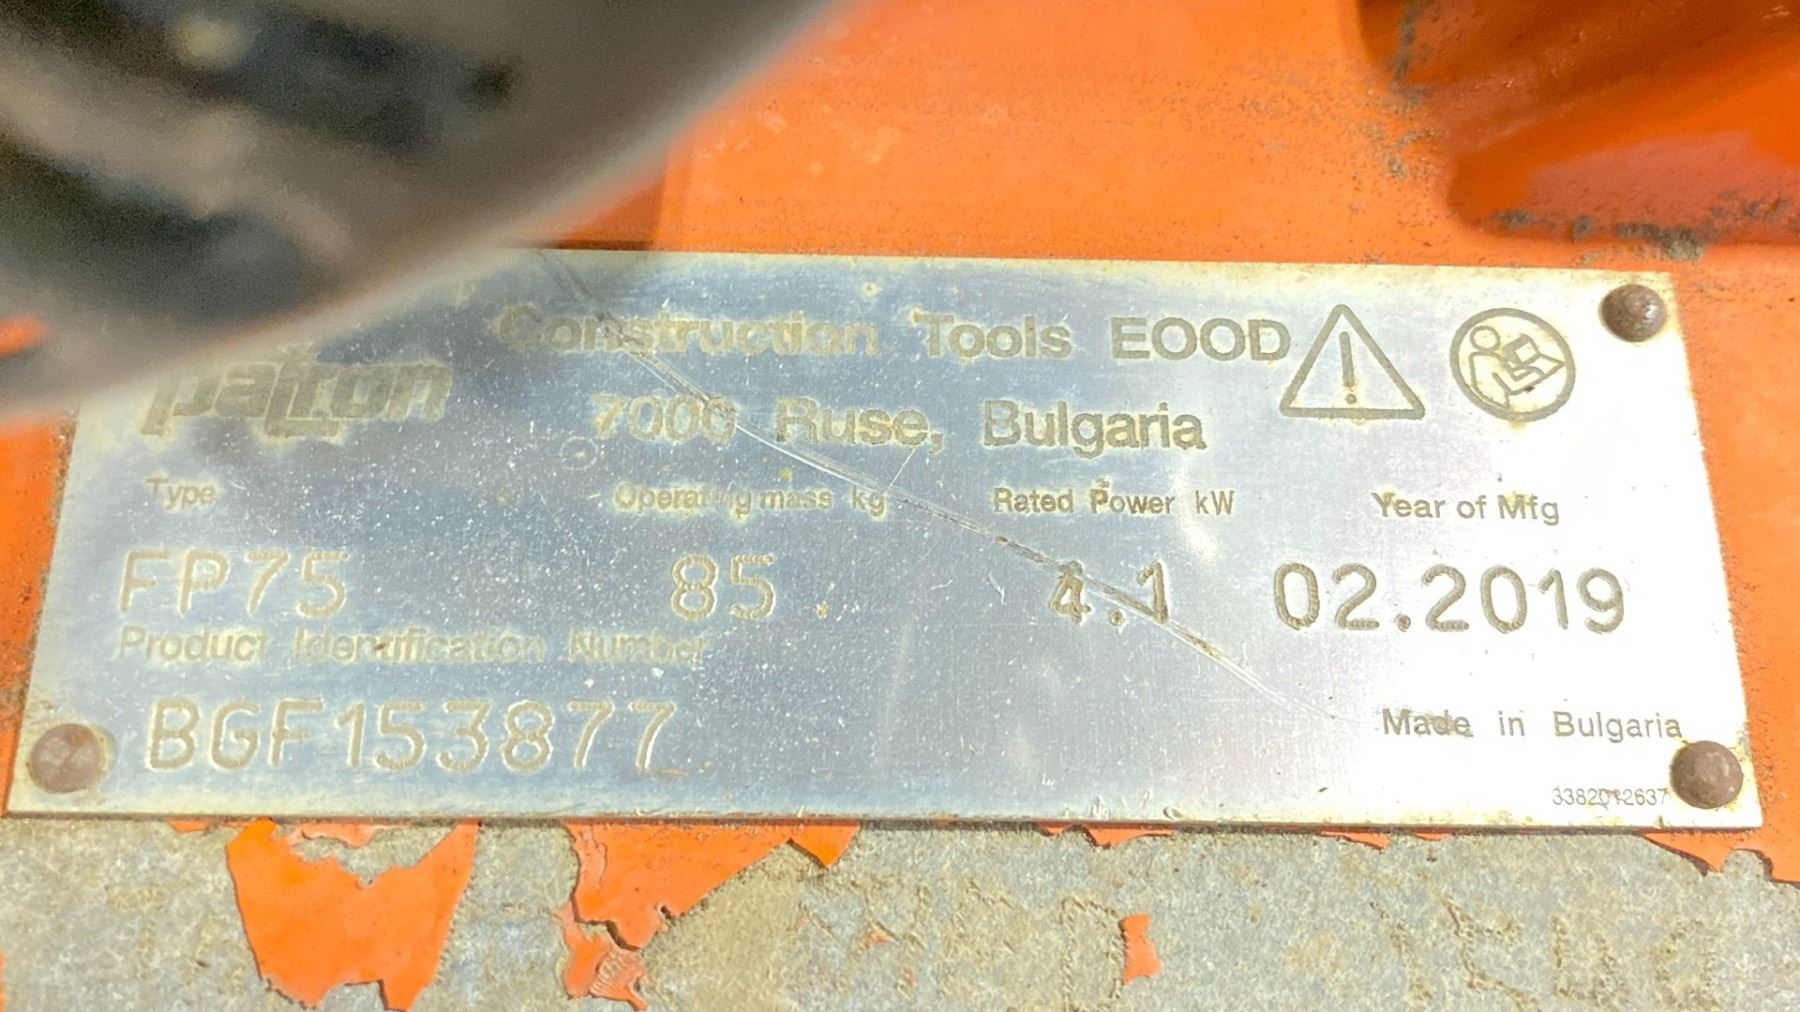 Construction Tools EOOD
patron
7000 Ruse, Bulgaria
Type Operating mass kg Rated Power kW Year of Mfg
FP75 85 4.1 02.2019
Product Identification Number
BGF153877
Made in Bulgaria
3382012637